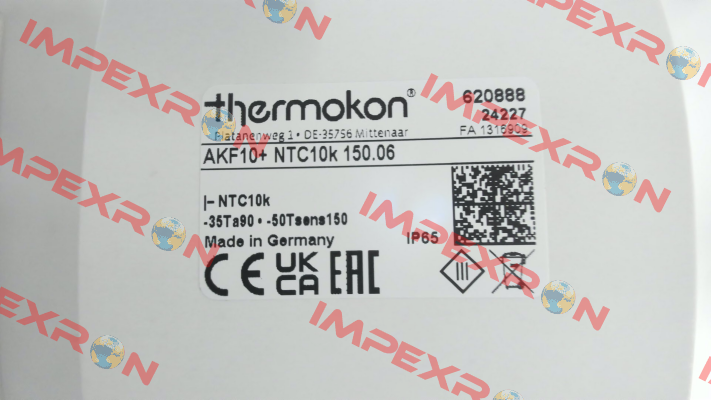 thermokon®
620888
24227
Platanenweg 1 • DE-35756 Mittenaar
FA 1316909
AKF10+ NTC10k 150.06
|- NTC10k
-35Ta90 • -50Tsens150
Made in Germany
IP65
CE UK CA EAC
III
IMPEXRON
IMPEXRON
IMPEXRON
IMPEXRON
IMPEXRON
IMPEXRON